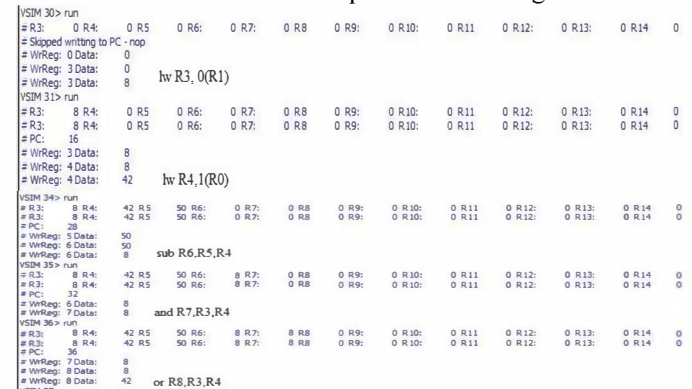 VSIM 30> run
# R3: 0 R4: 0 R5 0 R6: 0 R7: 0 R8 0 R9: 0 R10: 0 R11 0 R12: 0 R13: 0 R14 0
# Skipped writting to PC - nop
# WrReg: 0 Data: 0
# WrReg: 3 Data: 0
# WrReg: 3 Data: 8 lw R3, 0(R1)
VSIM 31> run
# R3: 8 R4: 0 R5 0 R6: 0 R7: 0 R8 0 R9: 0 R10: 0 R11 0 R12: 0 R13: 0 R14 0
# R3: 8 R4: 0 R5 0 R6: 0 R7: 0 R8 0 R9: 0 R10: 0 R11 0 R12: 0 R13: 0 R14 0
# PC: 16
# WrReg: 3 Data: 8
# WrReg: 4 Data: 8
# WrReg: 4 Data: 42 lw R4,1(R0)
VSIM 34> run
# R3: 8 R4: 42 R5 50 R6: 0 R7: 0 R8 0 R9: 0 R10: 0 R11 0 R12: 0 R13: 0 R14 0
# R3: 8 R4: 42 R5 50 R6: 0 R7: 0 R8 0 R9: 0 R10: 0 R11 0 R12: 0 R13: 0 R14 0
# PC: 28
# WrReg: 5 Data: 50
# WrReg: 6 Data: 50
# WrReg: 6 Data: 8 sub R6,R5,R4
VSIM 35> run
# R3: 8 R4: 42 R5 50 R6: 8 R7: 0 R8 0 R9: 0 R10: 0 R11 0 R12: 0 R13: 0 R14 0
# R3: 8 R4: 42 R5 50 R6: 8 R7: 0 R8 0 R9: 0 R10: 0 R11 0 R12: 0 R13: 0 R14 0
# PC: 32
# WrReg: 6 Data: 8
# WrReg: 7 Data: 8 and R7,R3,R4
VSIM 36> run
# R3: 8 R4: 42 R5 50 R6: 8 R7: 8 R8 0 R9: 0 R10: 0 R11 0 R12: 0 R13: 0 R14 0
# R3: 8 R4: 42 R5 50 R6: 8 R7: 8 R8 0 R9: 0 R10: 0 R11 0 R12: 0 R13: 0 R14 0
# PC: 36
# WrReg: 7 Data: 8
# WrReg: 8 Data: 8
# WrReg: 8 Data: 42 or R8,R3,R4